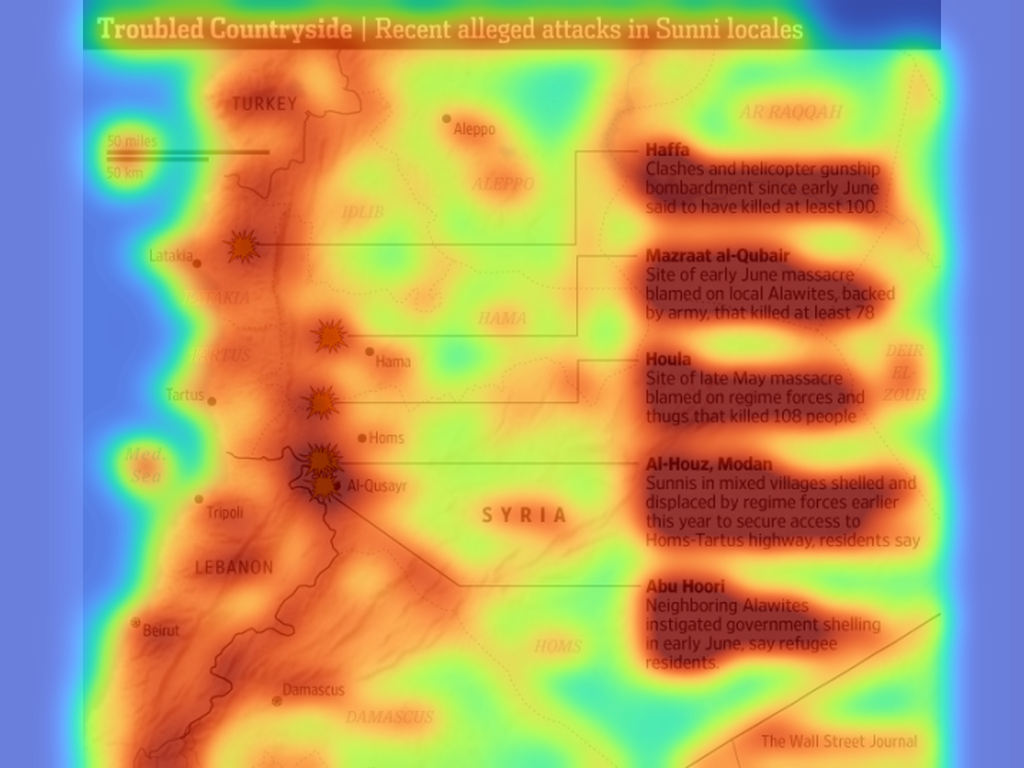 Troubled Countryside | Recent alleged attacks in Sunni locales
TURKEY
AR RAQQAH
Aleppo
50 miles
50 km
ALEPPO
IDLIB
Haffa
Clashes and helicopter gunship
bombardment since early June
said to have killed at least 100.
Latakia
LATAKIA
Mazraat al-Qubair
Site of early June massacre
blamed on local Alawites, backed
by army, that killed at least 78
HAMA
Hama
TARTUS
Tartus
Houla
Site of late May massacre
blamed on regime forces and
thugs that killed 108 people
DEIR
EL-
ZOUR
Homs
Med.
Sea
Al-Houz, Modan
Sunnis in mixed villages shelled and
displaced by regime forces earlier
this year to secure access to
Homs-Tartus highway, residents say
Al-Qusayr
Tripoli
SYRIA
LEBANON
Abu Hoori
Neighboring Alawites
instigated government shelling
in early June, say refugee
residents.
Beirut
HOMS
Damascus
DAMASCUS
The Wall Street Journal